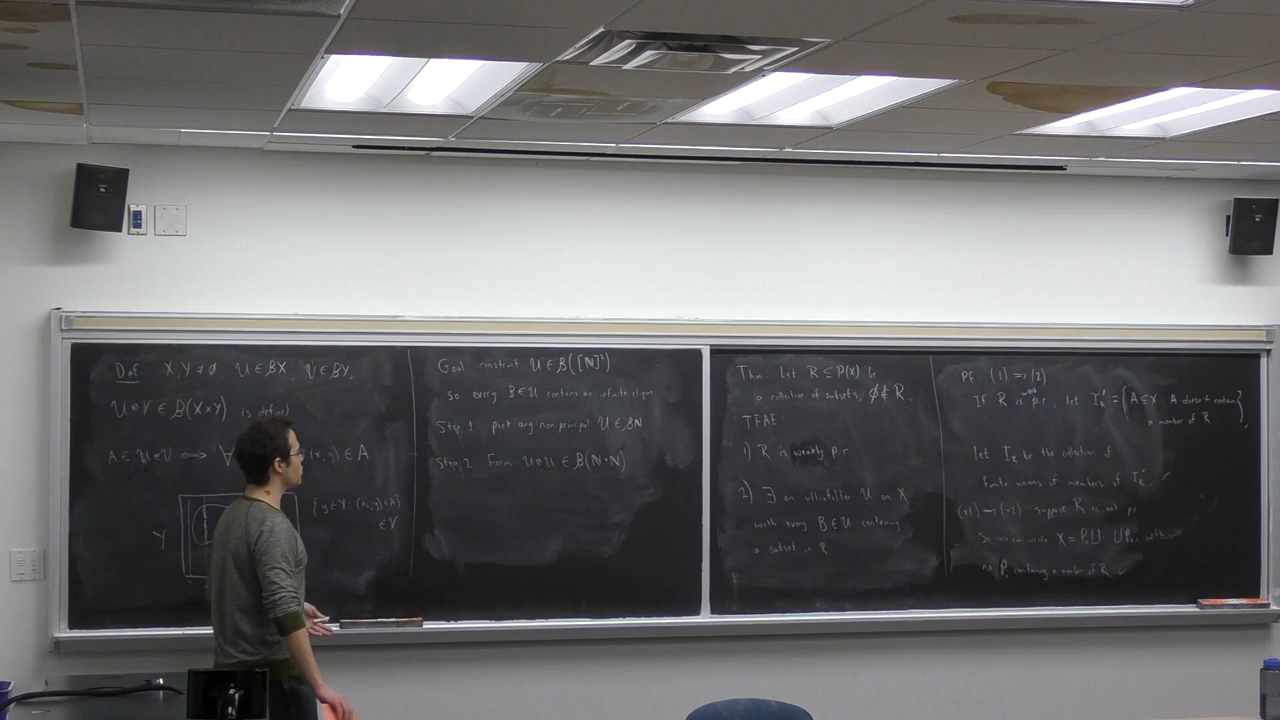 Def X, Y ≠ ∅ U ∈ βX, V ∈ βY,
U⊗V ∈ β(X×Y) is defined
A ∈ U⊗V ⟺ ∀ (x,y) ∈ A
Y
{y ∈ Y : (x,y) ∈ A}
∈ V
Goal: construct U ∈ β([N]²)
so every B ∈ U contains an infinite clique
Step 1: pick any non-principal U ∈ βN
Step 2: Form U⊗U ∈ β(N×N)
Thm: Let R ⊆ P(X) be
a collection of subsets, ∅ ∉ R.
TFAE:
1) R is weakly p.r.
2) ∃ an ultrafilter U on X
with every B ∈ U containing
a subset in R
Pf: (1) ⇒ (2)
If R is weak p.r. let I'_R = {A ⊆ X : A doesn't contain
a member of R},
let I_R be the collection of
finite unions of members of I'_R.
(¬1) → (¬2) suppose R is not pr
So we can write X = P₁ ⊔ ⊔ with
no P_i containing a member of R.